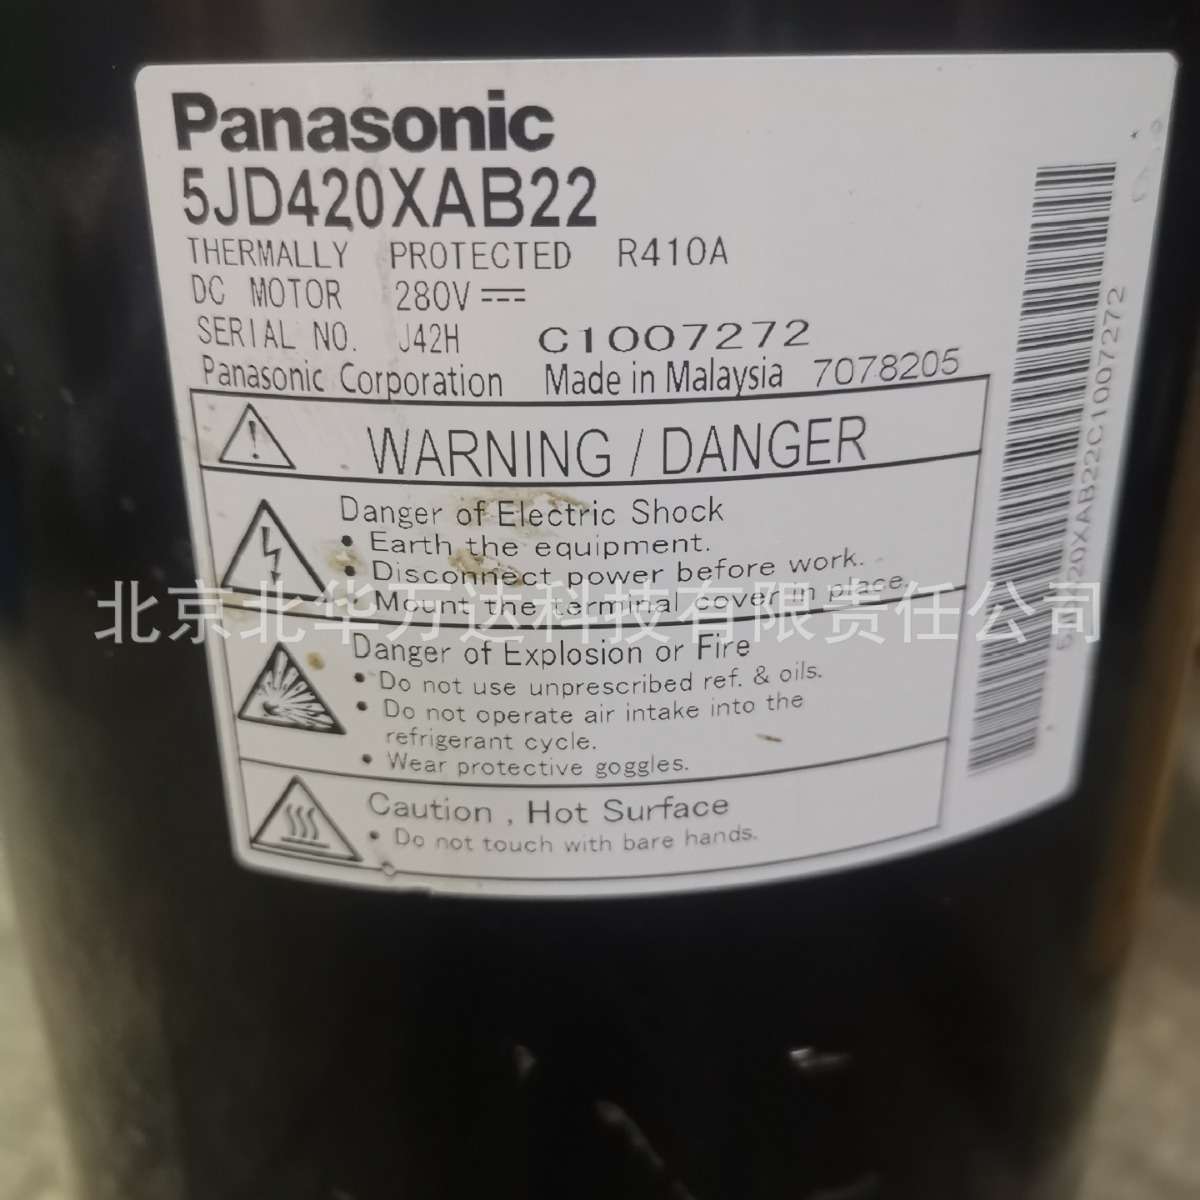 Panasonic
5JD420XAB22
THERMALLY PROTECTED R410A
DC MOTOR 280V
SERIAL NO. J42H C1007272
Panasonic Corporation Made in Malaysia 7078205
WARNING / DANGER
Danger of Electric Shock
• Earth the equipment.
• Disconnect power before work.
• Mount the terminal cover in place.
北京北华万达科技有限责任公司
Danger of Explosion or Fire
• Do not use unprescribed ref. & oils.
• Do not operate air intake into the
refrigerant cycle.
• Wear protective goggles.
Caution , Hot Surface
• Do not touch with bare hands.
20XAB22C1007272